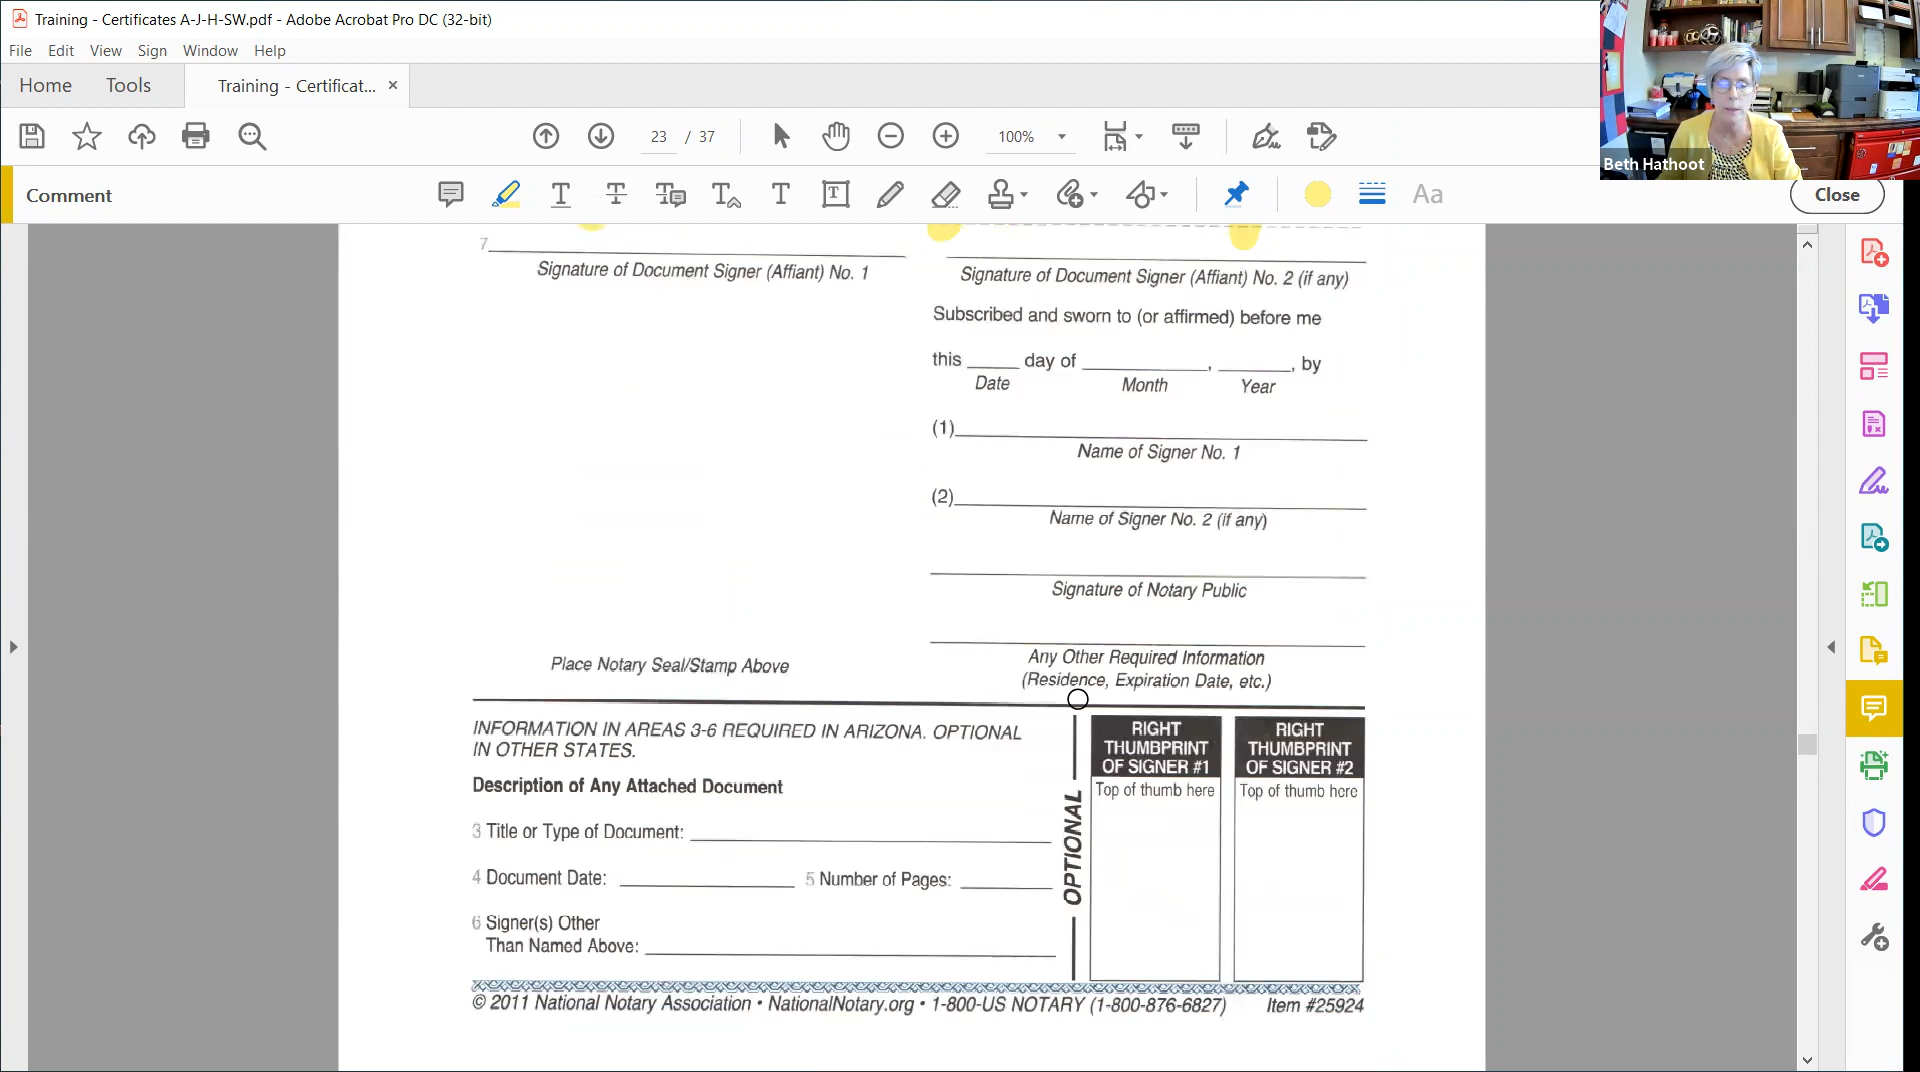 Training - Certificates A-J-H-SW.pdf - Adobe Acrobat Pro DC (32-bit)
File Edit View Sign Window Help
Home Tools Training - Certificat... ×
23 / 37 100%
Comment
Aa
Close
Beth Hathoot
7
Signature of Document Signer (Affiant) No. 1
Signature of Document Signer (Affiant) No. 2 (if any)
Subscribed and sworn to (or affirmed) before me
this _____ day of ____________, _______, by
Date Month Year
(1)
Name of Signer No. 1
(2)
Name of Signer No. 2 (if any)
Signature of Notary Public
Any Other Required Information
(Residence, Expiration Date, etc.)
Place Notary Seal/Stamp Above
INFORMATION IN AREAS 3-6 REQUIRED IN ARIZONA. OPTIONAL
IN OTHER STATES.
Description of Any Attached Document
3 Title or Type of Document:
4 Document Date: 5 Number of Pages:
6 Signer(s) Other
Than Named Above:
OPTIONAL
RIGHT
THUMBPRINT
OF SIGNER #1
Top of thumb here
RIGHT
THUMBPRINT
OF SIGNER #2
Top of thumb here
© 2011 National Notary Association • NationalNotary.org • 1-800-US NOTARY (1-800-876-6827) Item #25924